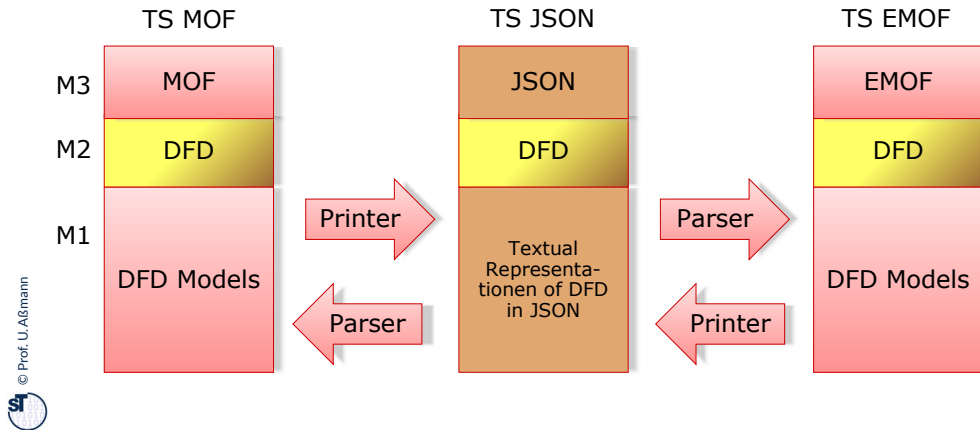 TS MOF
TS JSON
TS EMOF
M3
MOF
JSON
EMOF
M2
DFD
DFD
DFD
M1
Printer
Parser
DFD Models
Textual
Representa-
tionen of DFD
in JSON
DFD Models
Parser
Printer
© Prof. U. Aßmann
ST